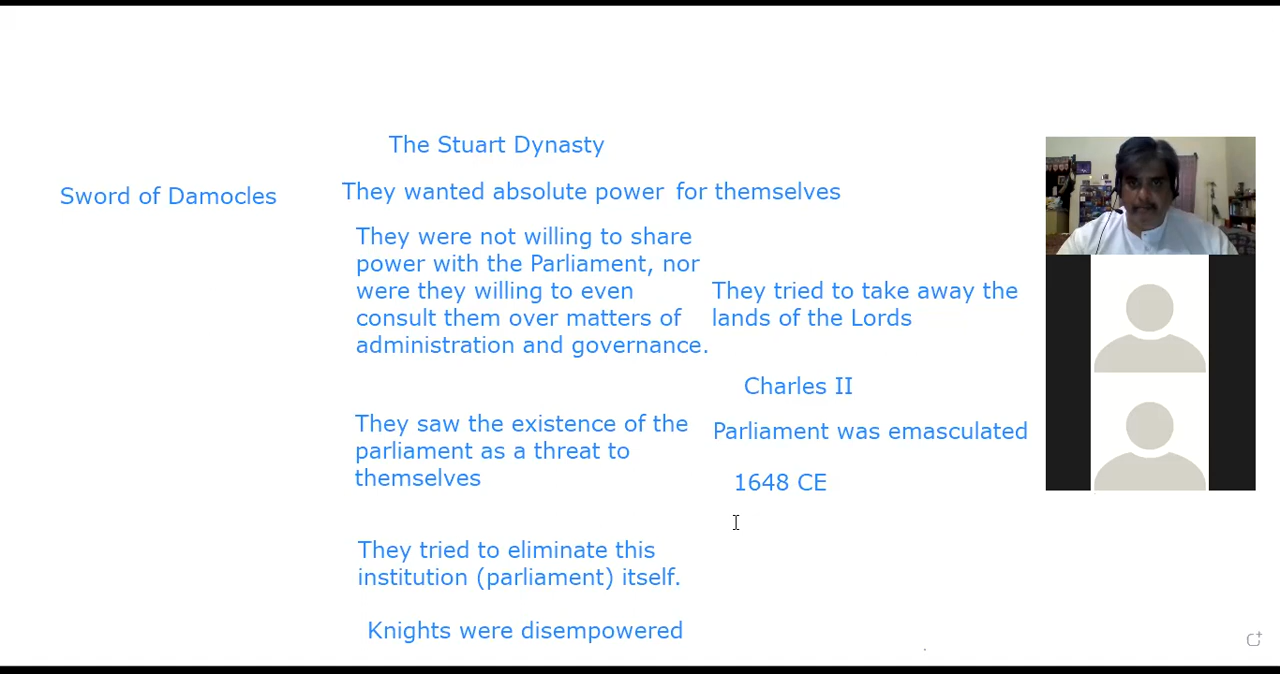 The Stuart Dynasty
Sword of Damocles
They wanted absolute power for themselves
They were not willing to share
power with the Parliament, nor
were they willing to even
consult them over matters of
administration and governance.
They tried to take away the
lands of the Lords
Charles II
They saw the existence of the
parliament as a threat to
themselves
Parliament was emasculated
1648 CE
They tried to eliminate this
institution (parliament) itself.
Knights were disempowered